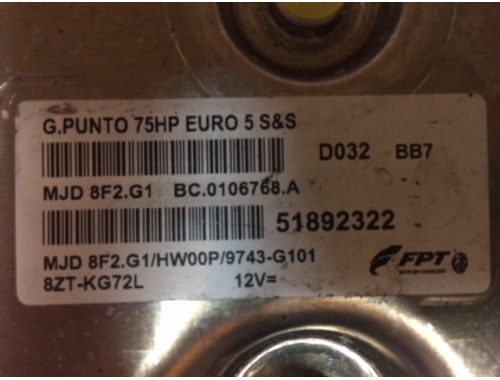 G.PUNTO 75HP EURO 5 S&S
D032 BB7
MJD 8F2.G1 BC.0106768.A
51892322
MJD 8F2.G1/HW00P/9743-G101
FPT
8ZT-KG72L 12V=